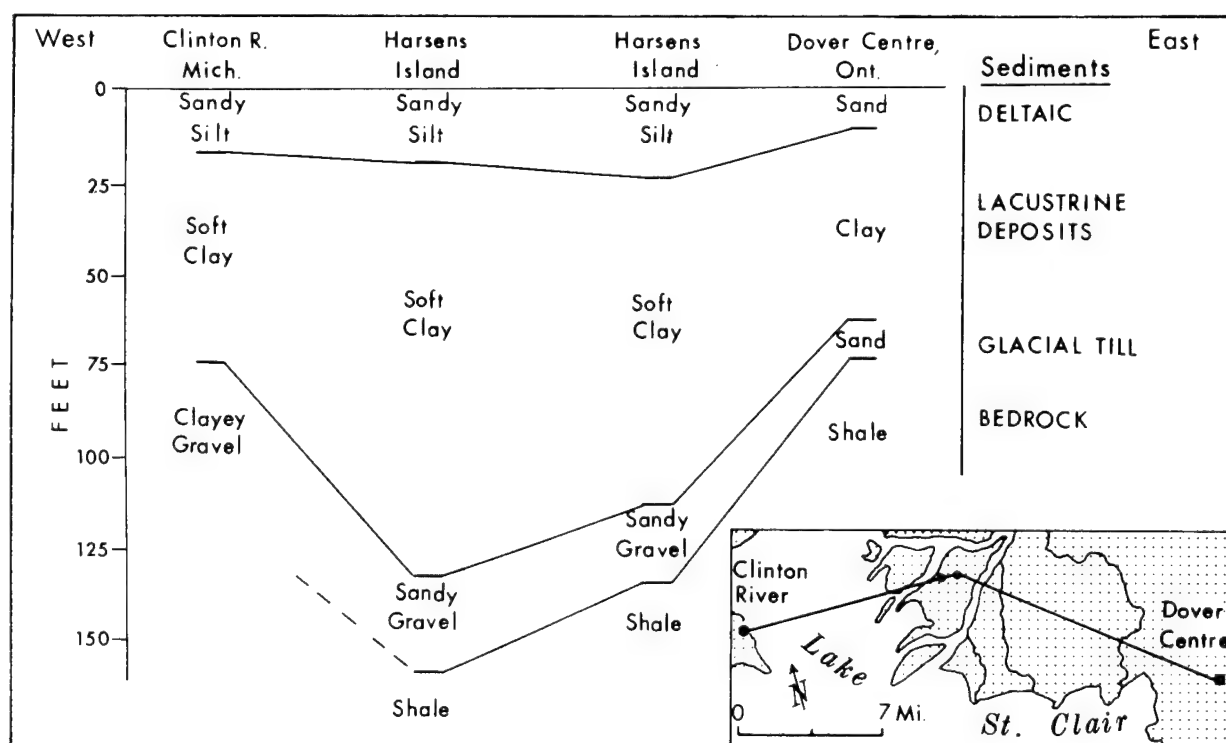 West
Clinton R.
Mich.
Harsens
Island
Harsens
Island
Dover Centre,
Ont.
East
Sediments
0
25
50
75
100
125
150
FEET
Sandy
Silt
Sandy
Silt
Sandy
Silt
Sand
DELTAIC
Soft
Clay
Soft
Clay
Soft
Clay
Clay
LACUSTRINE
DEPOSITS
Clayey
Gravel
Sandy
Gravel
Sandy
Gravel
Sand
GLACIAL TILL
Shale
Shale
Shale
BEDROCK
Clinton
River
Lake
St. Clair
Dover
Centre
N
0 7 Mi.